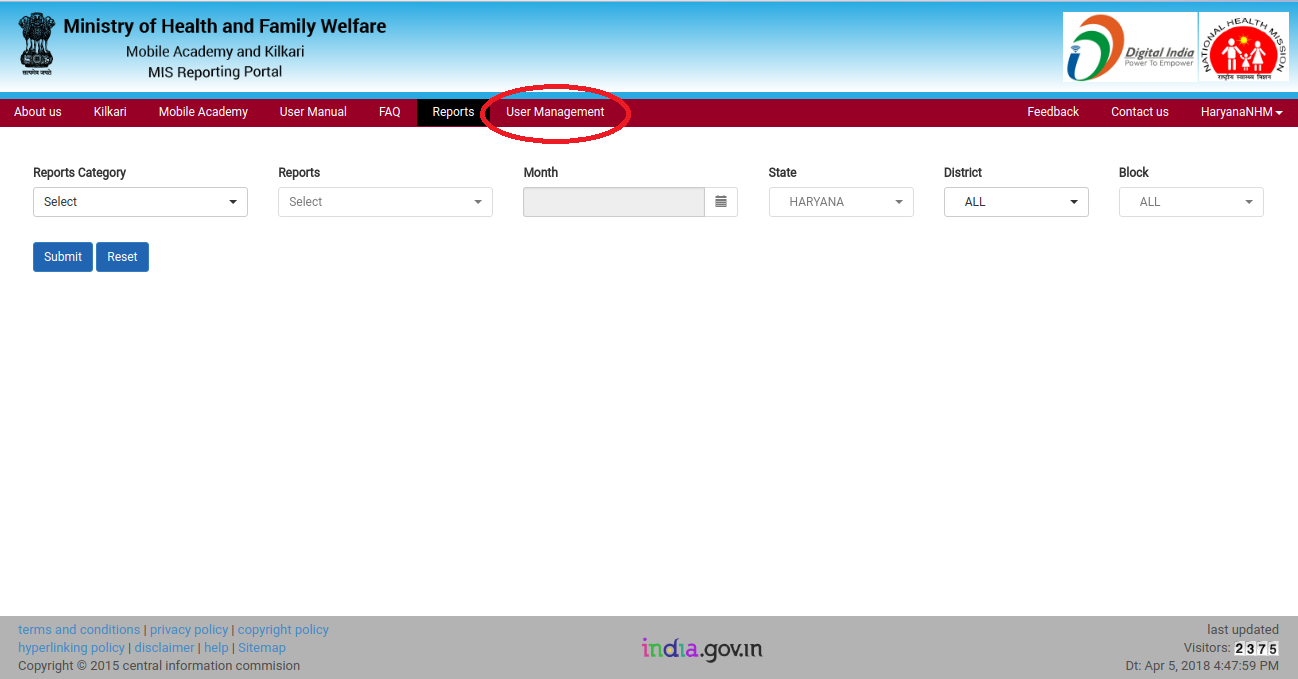 Ministry of Health and Family Welfare
Mobile Academy and Kilkari
MIS Reporting Portal
सत्यमेव जयते
Digital India
Power To Empower
NATIONAL HEALTH MISSION
राष्ट्रीय स्वास्थ्य मिशन
About us Kilkari Mobile Academy User Manual FAQ Reports User Management Feedback Contact us HaryanaNHM
Reports Category Reports Month State District Block
Select Select HARYANA ALL ALL
Submit Reset
terms and conditions | privacy policy | copyright policy
hyperlinking policy | disclaimer | help | Sitemap
Copyright © 2015 central information commision
india.gov.in
last updated
Visitors: 2375
Dt: Apr 5, 2018 4:47:59 PM